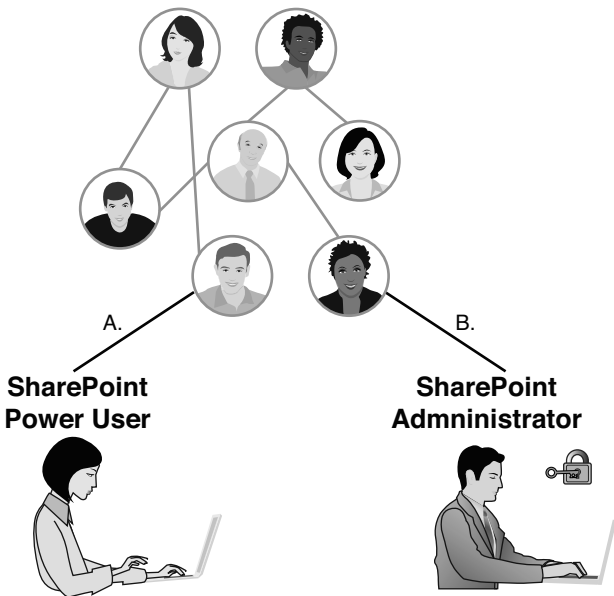 A.
B.
SharePoint
Power User
SharePoint
Admninistrator